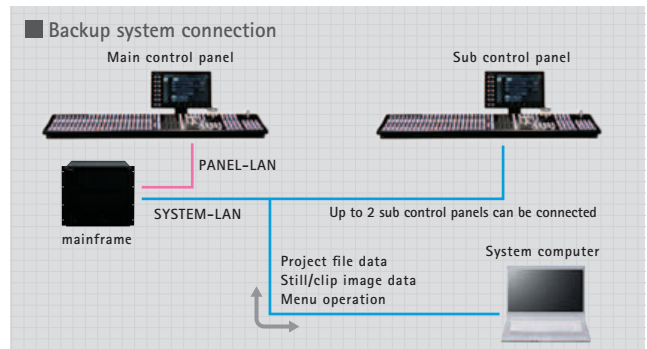 Backup system connection
Main control panel
Sub control panel
PANEL-LAN
SYSTEM-LAN
Up to 2 sub control panels can be connected
mainframe
System computer
Project file data
Still/clip image data
Menu operation